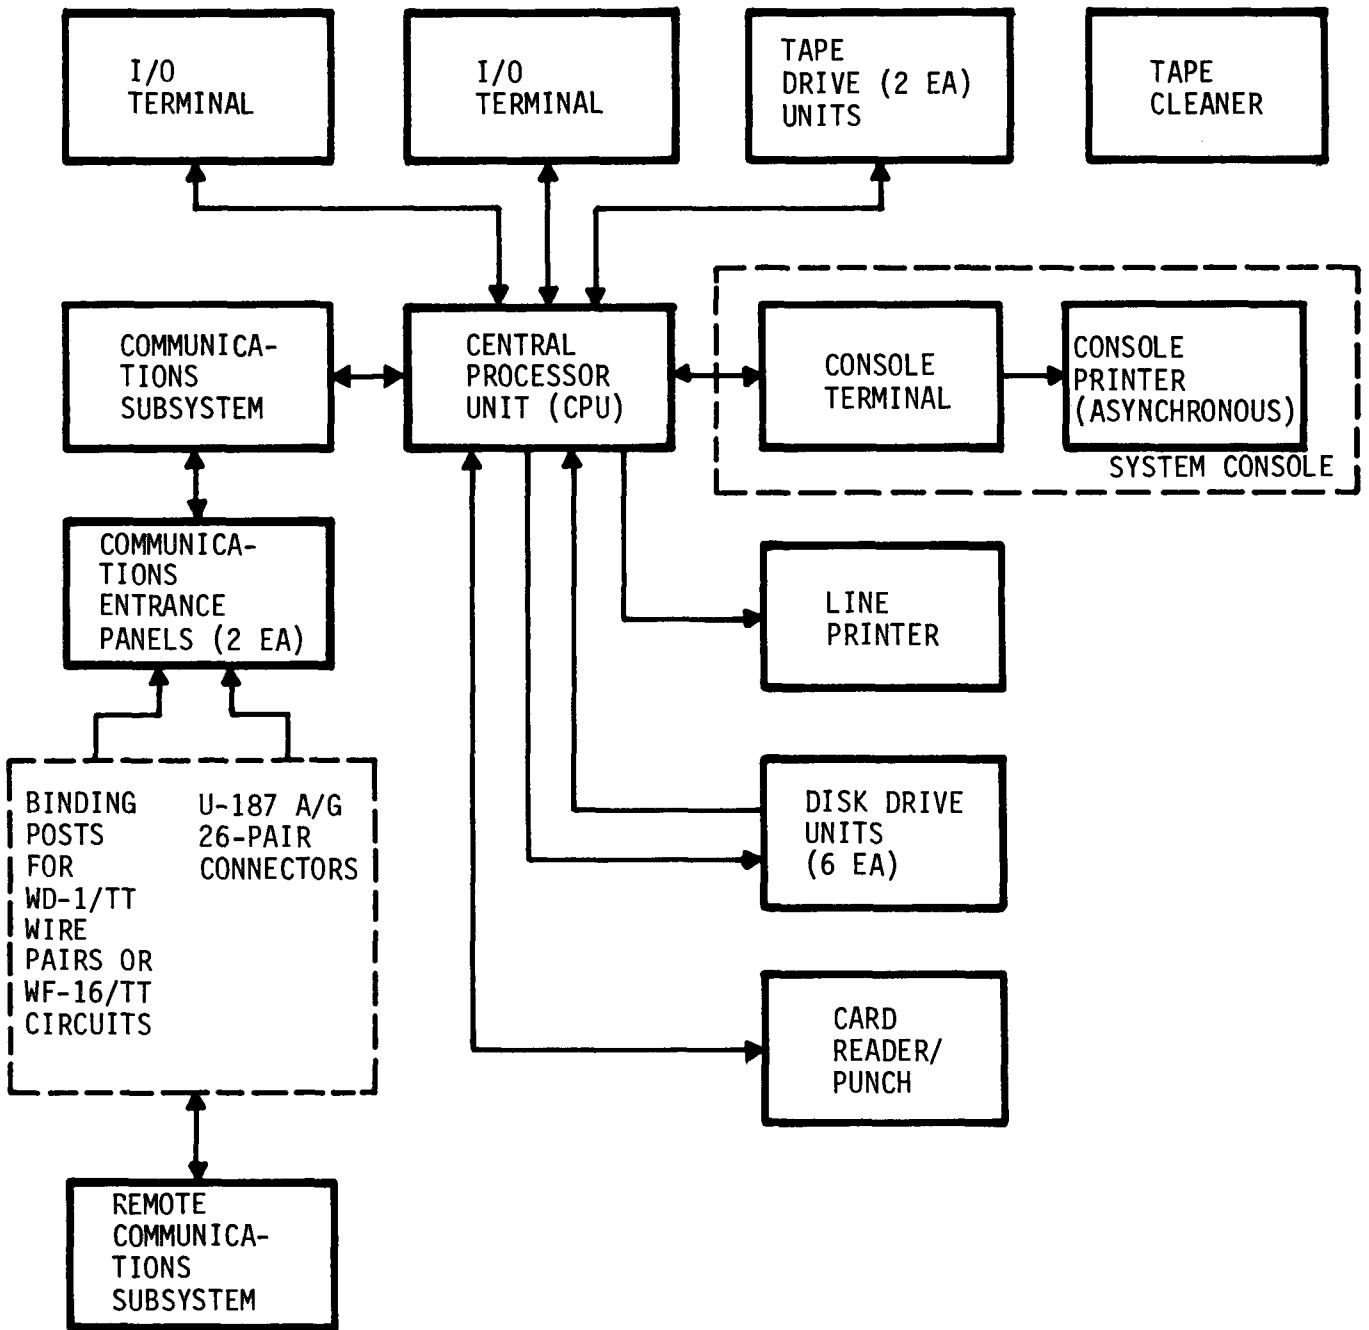 I/O
TERMINAL
I/O
TERMINAL
TAPE
DRIVE (2 EA)
UNITS
TAPE
CLEANER
COMMUNICA-
TIONS
SUBSYSTEM
CENTRAL
PROCESSOR
UNIT (CPU)
CONSOLE
TERMINAL
CONSOLE
PRINTER
(ASYNCHRONOUS)
SYSTEM CONSOLE
COMMUNICA-
TIONS
ENTRANCE
PANELS (2 EA)
LINE
PRINTER
BINDING
POSTS
FOR
WD-1/TT
WIRE
PAIRS OR
WF-16/TT
CIRCUITS
U-187 A/G
26-PAIR
CONNECTORS
DISK DRIVE
UNITS
(6 EA)
CARD
READER/
PUNCH
REMOTE
COMMUNICA-
TIONS
SUBSYSTEM